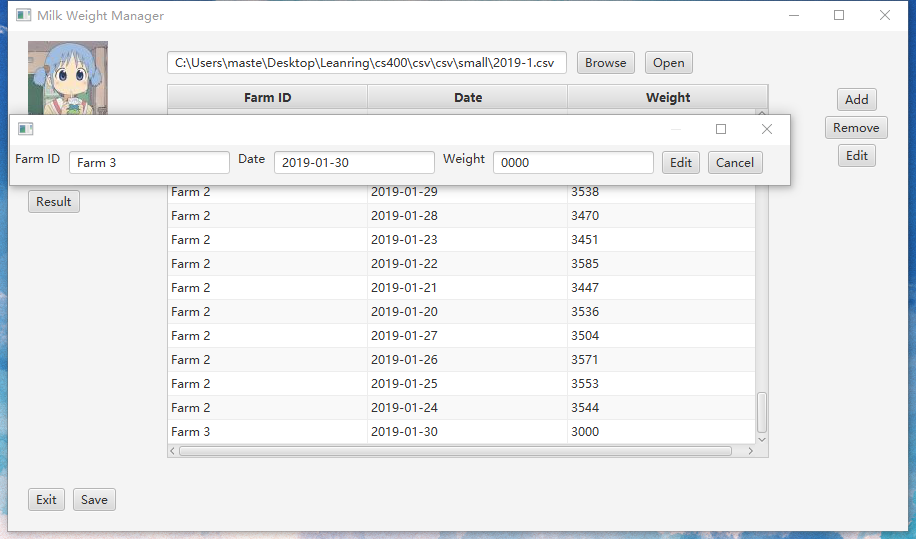 Milk Weight Manager
C:\Users\maste\Desktop\Leanring\cs400\csv\csv\small\2019-1.csv Browse Open
Farm ID Date Weight
Add
Remove
Edit
Farm ID Farm 3 Date 2019-01-30 Weight 0000 Edit Cancel
Result
Farm 2 2019-01-29 3538
Farm 2 2019-01-28 3470
Farm 2 2019-01-23 3451
Farm 2 2019-01-22 3585
Farm 2 2019-01-21 3447
Farm 2 2019-01-20 3536
Farm 2 2019-01-27 3504
Farm 2 2019-01-26 3571
Farm 2 2019-01-25 3553
Farm 2 2019-01-24 3544
Farm 3 2019-01-30 3000
Exit Save